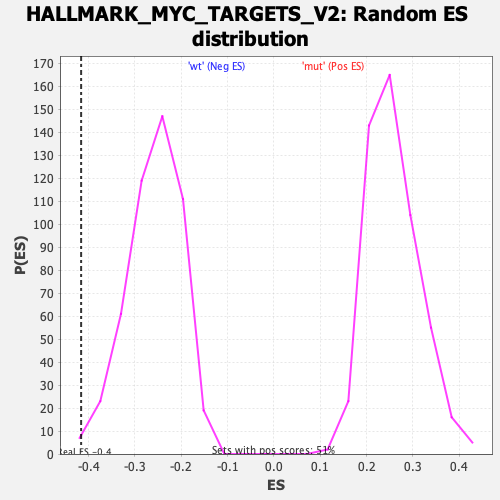 HALLMARK_MYC_TARGETS_V2: Random ES
distribution
'wt' (Neg ES) 'mut' (Pos ES)
170
160
150
140
130
120
110
100
90
80
70
60
50
40
30
20
10
0
P(ES)
Real ES -0.4
Sets with pos scores: 51%
-0.4 -0.3 -0.2 -0.1 0.0 0.1 0.2 0.3 0.4
ES